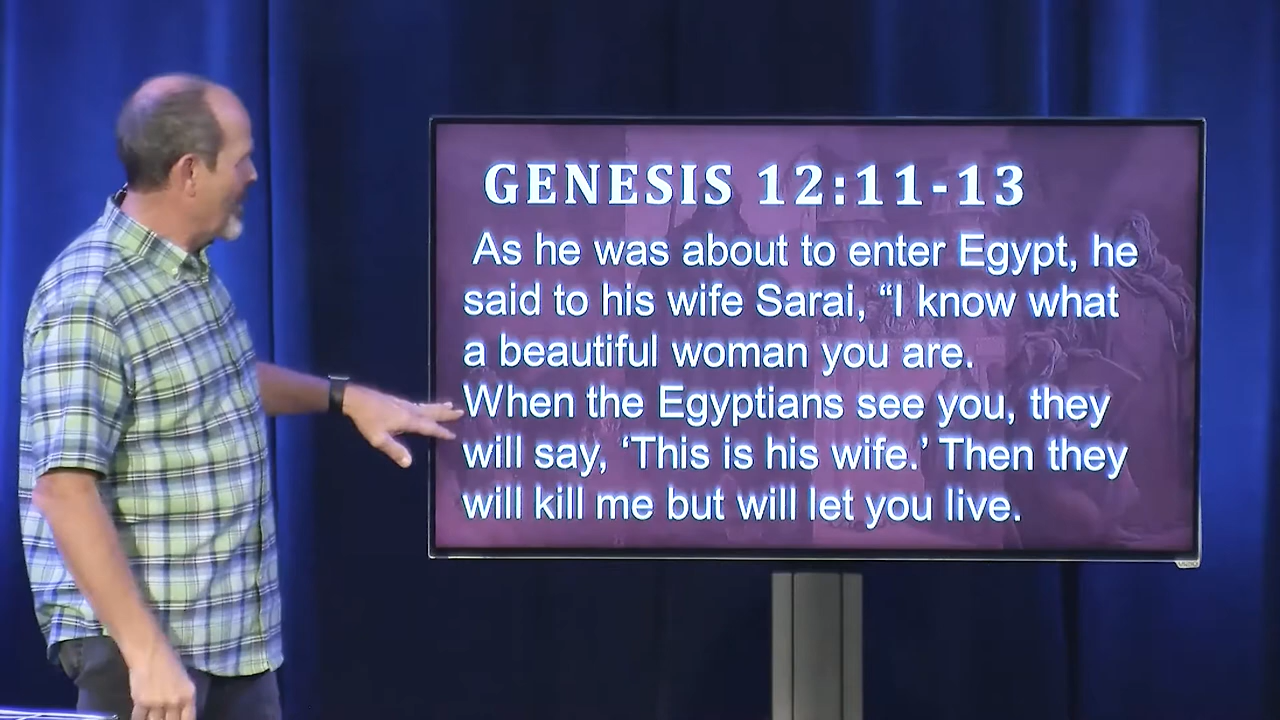 GENESIS 12:11-13
As he was about to enter Egypt, he
said to his wife Sarai, “I know what
a beautiful woman you are.
When the Egyptians see you, they
will say, ‘This is his wife.’ Then they
will kill me but will let you live.
VIZIO